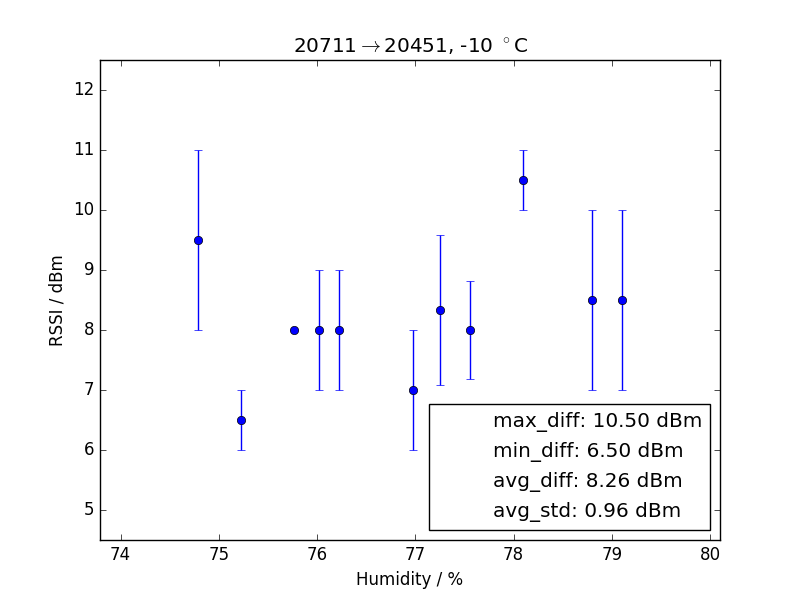 20711→20451, -10 °C
12
11
10
9
8
7
6
5
RSSI / dBm
max_diff: 10.50 dBm
min_diff: 6.50 dBm
avg_diff: 8.26 dBm
avg_std: 0.96 dBm
74 75 76 77 78 79 80
Humidity / %